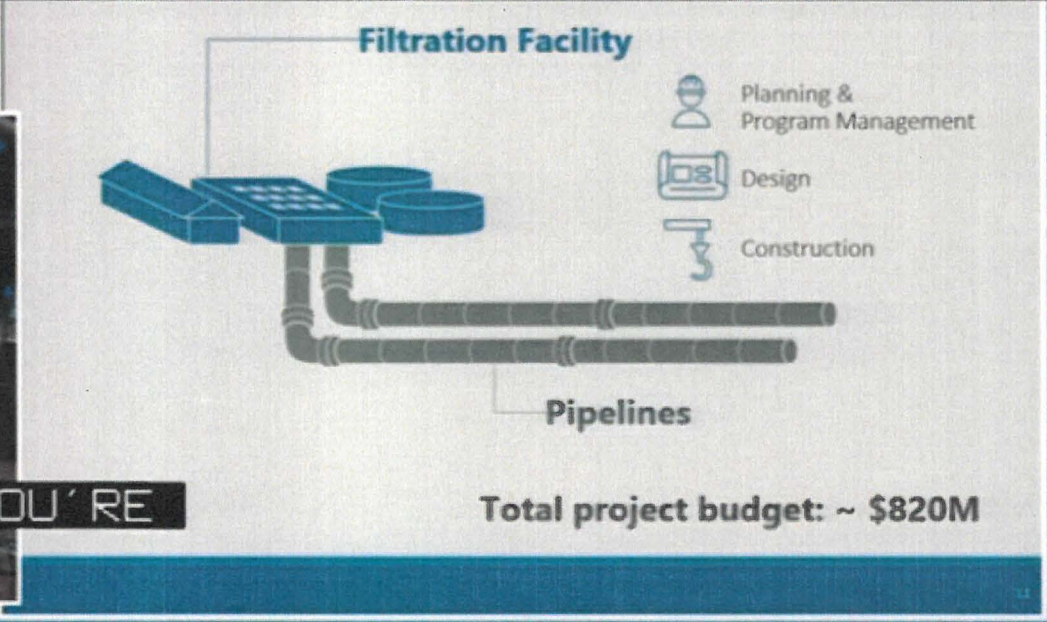 Filtration Facility
Planning &
Program Management
Design
Construction
Pipelines
OU'RE
Total project budget: ~ $820M